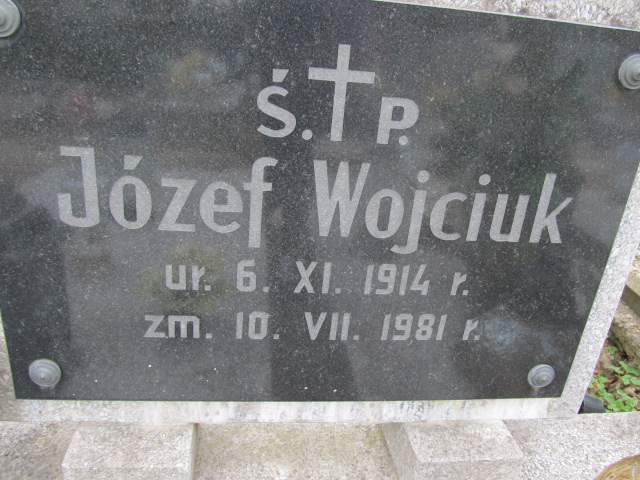 Ś. P.
Józef Wojciuk
ur. 6. XI. 1914 r.
zm. 10. VII. 1981 r.